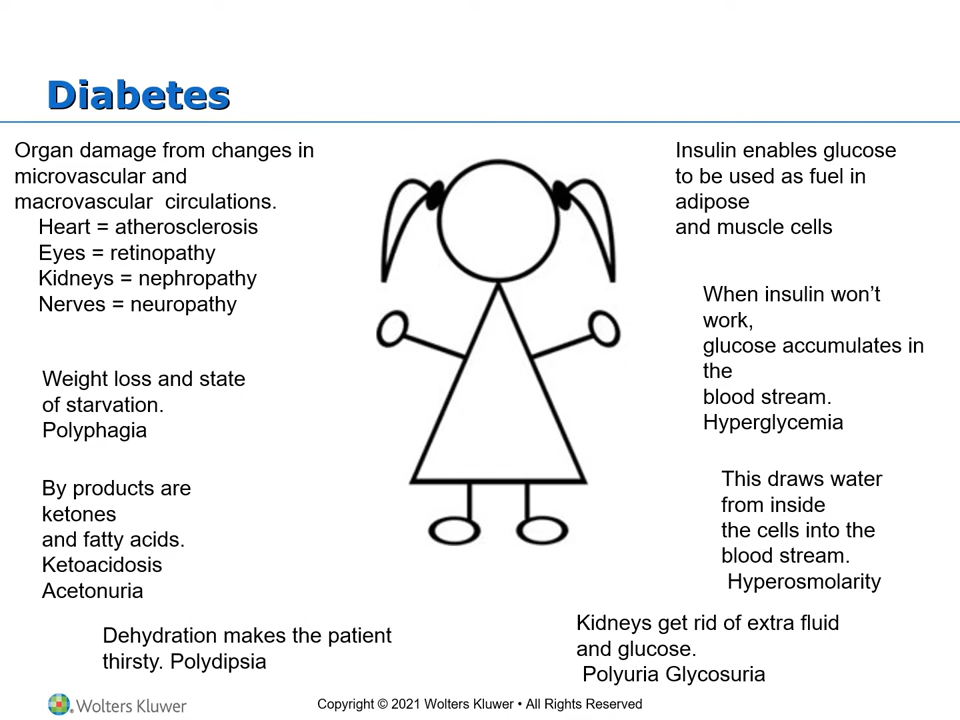 Diabetes
Organ damage from changes in
microvascular and
macrovascular circulations.
Heart = atherosclerosis
Eyes = retinopathy
Kidneys = nephropathy
Nerves = neuropathy
Weight loss and state
of starvation.
Polyphagia
By products are
ketones
and fatty acids.
Ketoacidosis
Acetonuria
Dehydration makes the patient
thirsty. Polydipsia
Insulin enables glucose
to be used as fuel in
adipose
and muscle cells
When insulin won’t
work,
glucose accumulates in
the
blood stream.
Hyperglycemia
This draws water
from inside
the cells into the
blood stream.
Hyperosmolarity
Kidneys get rid of extra fluid
and glucose.
Polyuria Glycosuria
Wolters Kluwer
Copyright © 2021 Wolters Kluwer • All Rights Reserved